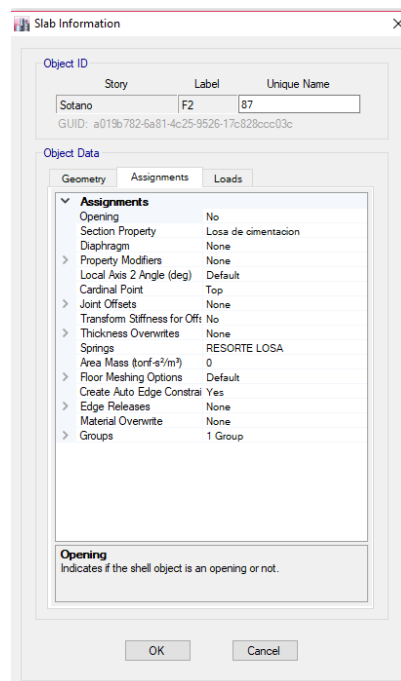 Slab Information
Object ID
Story Label Unique Name
Sotano F2 87
GUID: a019b782-6a81-4c25-9526-17c828ccc03c
Object Data
Geometry Assignments Loads
Assignments
Opening No
Section Property Losa de cimentacion
Diaphragm None
Property Modifiers None
Local Axis 2 Angle (deg) Default
Cardinal Point Top
Joint Offsets None
Transform Stiffness for Offs No
Thickness Overwrites None
Springs RESORTE LOSA
Area Mass (tonf-s²/m³) 0
Floor Meshing Options Default
Create Auto Edge Constrai Yes
Edge Releases None
Material Overwrite None
Groups 1 Group
Opening
Indicates if the shell object is an opening or not.
OK Cancel